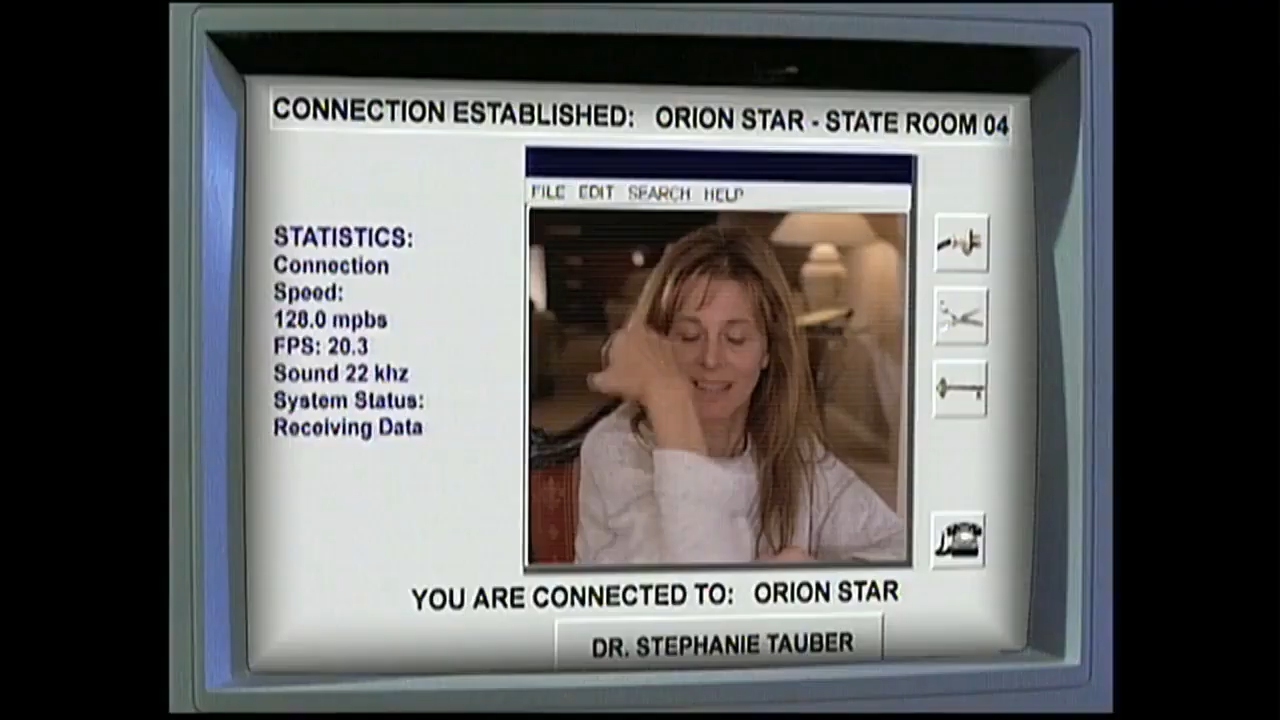 CONNECTION ESTABLISHED: ORION STAR - STATE ROOM 04
FILE EDIT SEARCH HELP
STATISTICS:
Connection
Speed:
128.0 mpbs
FPS: 20.3
Sound 22 khz
System Status:
Receiving Data
YOU ARE CONNECTED TO: ORION STAR
DR. STEPHANIE TAUBER